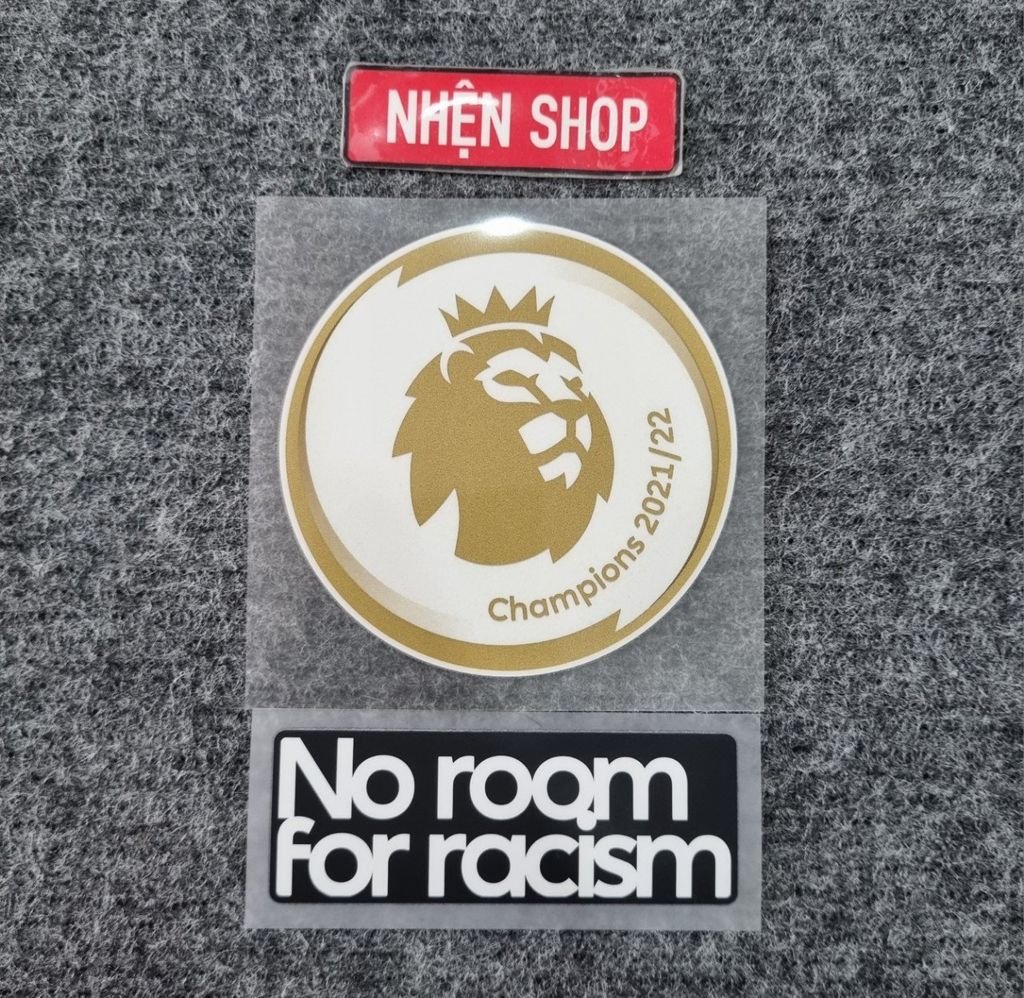 NHỆN SHOP
Champions 2021/22
No room
for racism